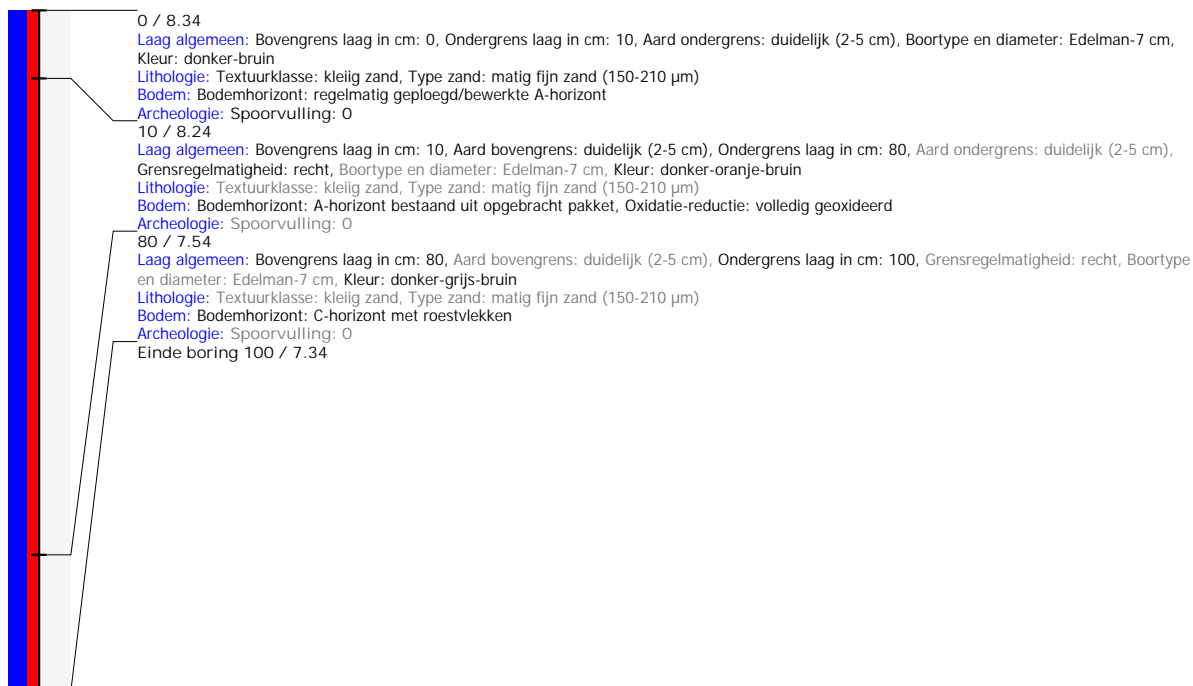 0 / 8.34
Laag algemeen: Bovengrens laag in cm: 0, Ondergrens laag in cm: 10, Aard ondergrens: duidelijk (2-5 cm), Boortype en diameter: Edelman-7 cm,
Kleur: donker-bruin
Lithologie: Textuurklasse: kleiig zand, Type zand: matig fijn zand (150-210 µm)
Bodem: Bodemhorizont: regelmatig geploegd/bewerkte A-horizont
Archeologie: Spoorvulling: 0
10 / 8.24
Laag algemeen: Bovengrens laag in cm: 10, Aard bovengrens: duidelijk (2-5 cm), Ondergrens laag in cm: 80, Aard ondergrens: duidelijk (2-5 cm),
Grensregelmatigheid: recht, Boortype en diameter: Edelman-7 cm, Kleur: donker-oranje-bruin
Lithologie: Textuurklasse: kleiig zand, Type zand: matig fijn zand (150-210 µm)
Bodem: Bodemhorizont: A-horizont bestaand uit opgebracht pakket, Oxidatie-reductie: volledig geoxideerd
Archeologie: Spoorvulling: 0
80 / 7.54
Laag algemeen: Bovengrens laag in cm: 80, Aard bovengrens: duidelijk (2-5 cm), Ondergrens laag in cm: 100, Grensregelmatigheid: recht, Boortype
en diameter: Edelman-7 cm, Kleur: donker-grijs-bruin
Lithologie: Textuurklasse: kleiig zand, Type zand: matig fijn zand (150-210 µm)
Bodem: Bodemhorizont: C-horizont met roestvlekken
Archeologie: Spoorvulling: 0
Einde boring 100 / 7.34